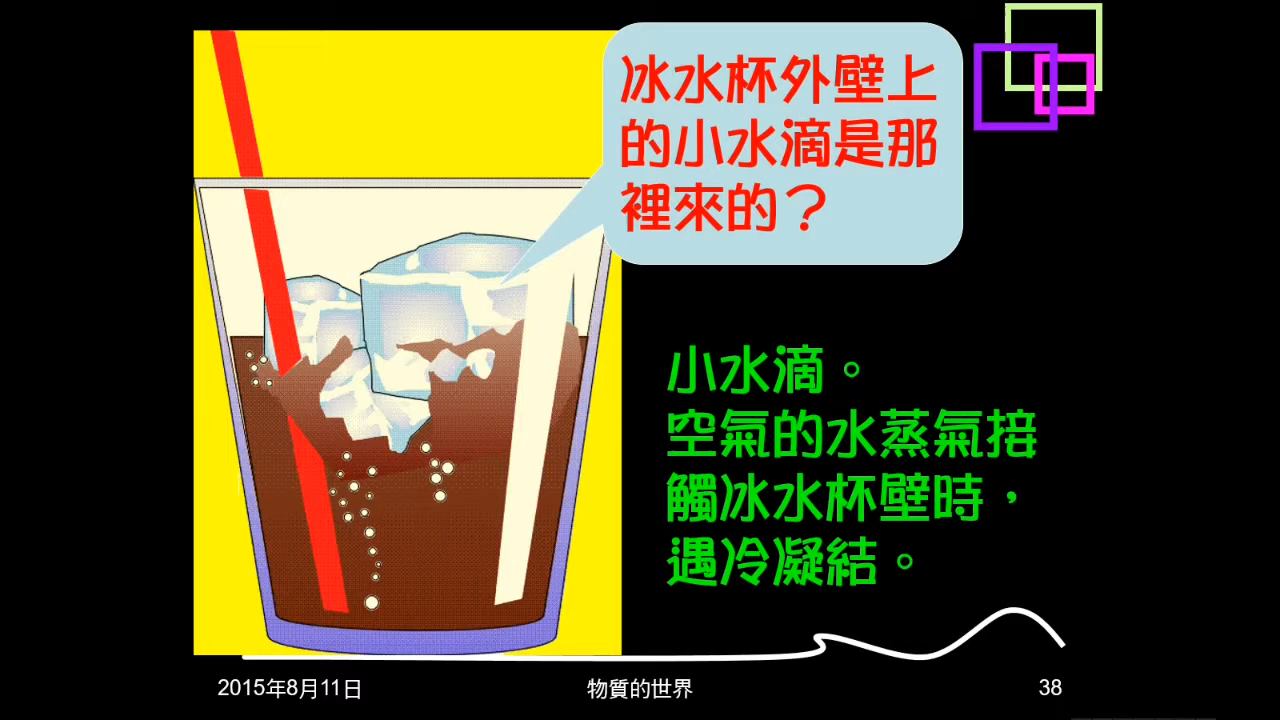 冰水杯外壁上
的小水滴是那
裡來的？
小水滴。
空氣的水蒸氣接
觸冰水杯壁時，
遇冷凝結。
2015年8月11日
物質的世界
38